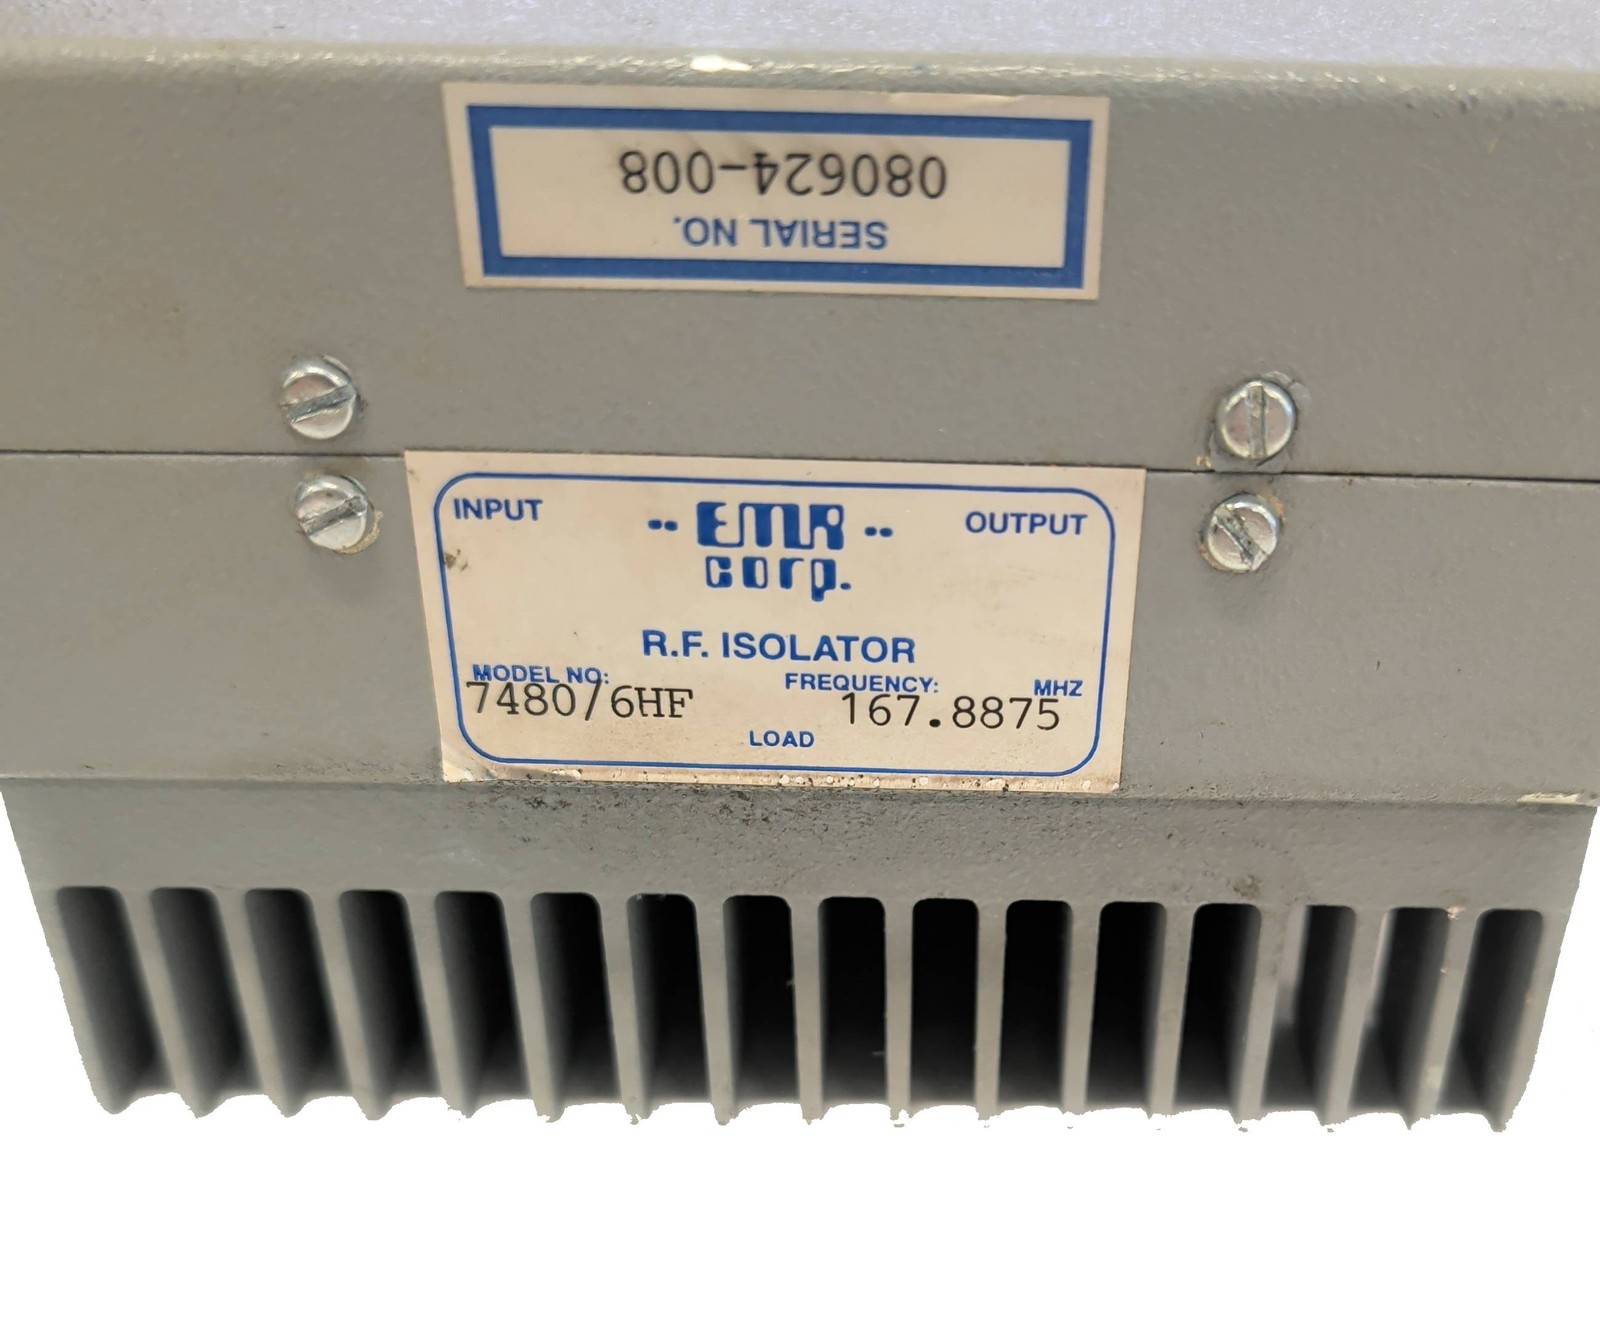 SERIAL NO.
080624-008
INPUT -- EMR -- OUTPUT
corp.
R.F. ISOLATOR
MODEL NO: FREQUENCY: MHZ
7480/6HF 167.8875
LOAD